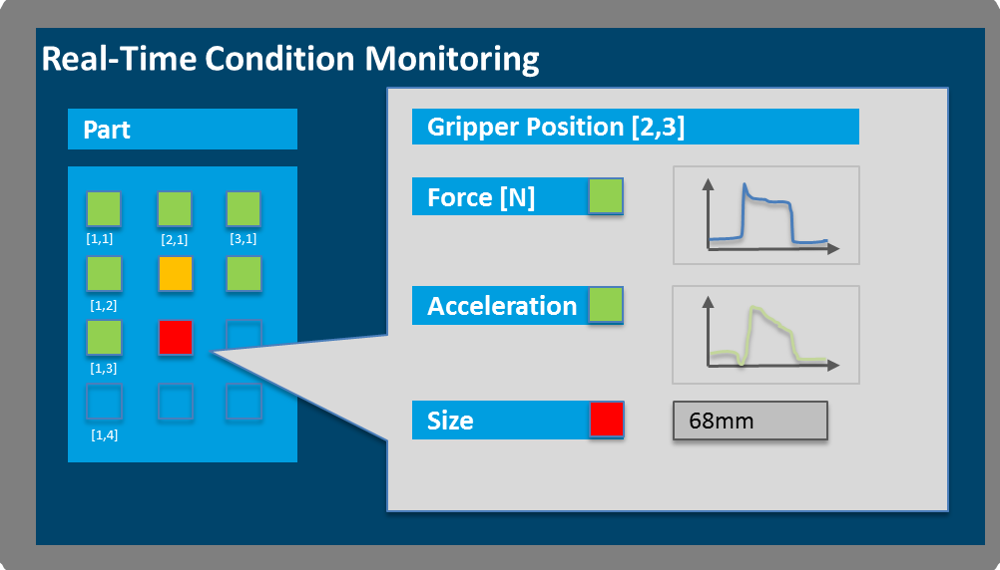 Real-Time Condition Monitoring
Part
[1,1] [2,1] [3,1]
[1,2]
[1,3]
[1,4]
Gripper Position [2,3]
Force [N]
Acceleration
Size
68mm